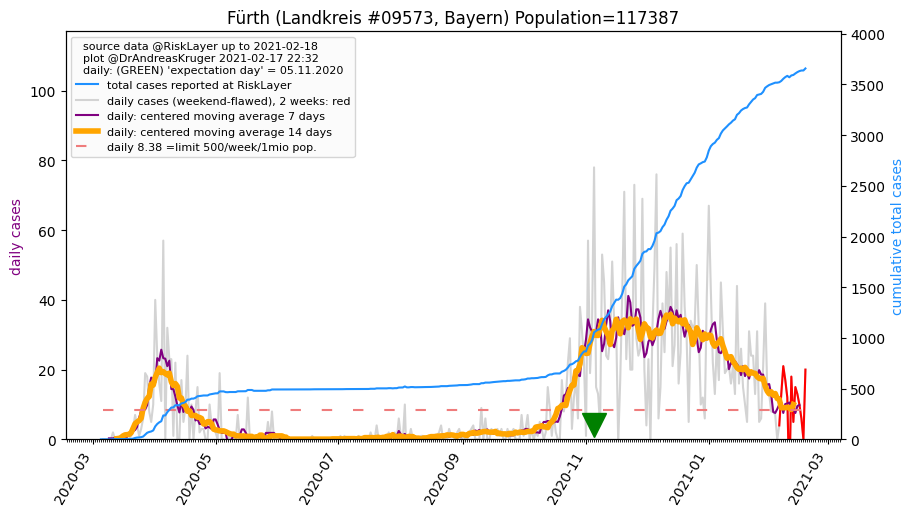 Fürth (Landkreis #09573, Bayern) Population=117387
source data @RiskLayer up to 2021-02-18
plot @DrAndreasKruger 2021-02-17 22:32
daily: (GREEN) 'expectation day' = 05.11.2020
total cases reported at RiskLayer
daily cases (weekend-flawed), 2 weeks: red
daily: centered moving average 7 days
daily: centered moving average 14 days
daily 8.38 =limit 500/week/1mio pop.
daily cases
100
80
60
40
20
0
cumulative total cases
4000
3500
3000
2500
2000
1500
1000
500
0
2020-03
2020-05
2020-07
2020-09
2020-11
2021-01
2021-03